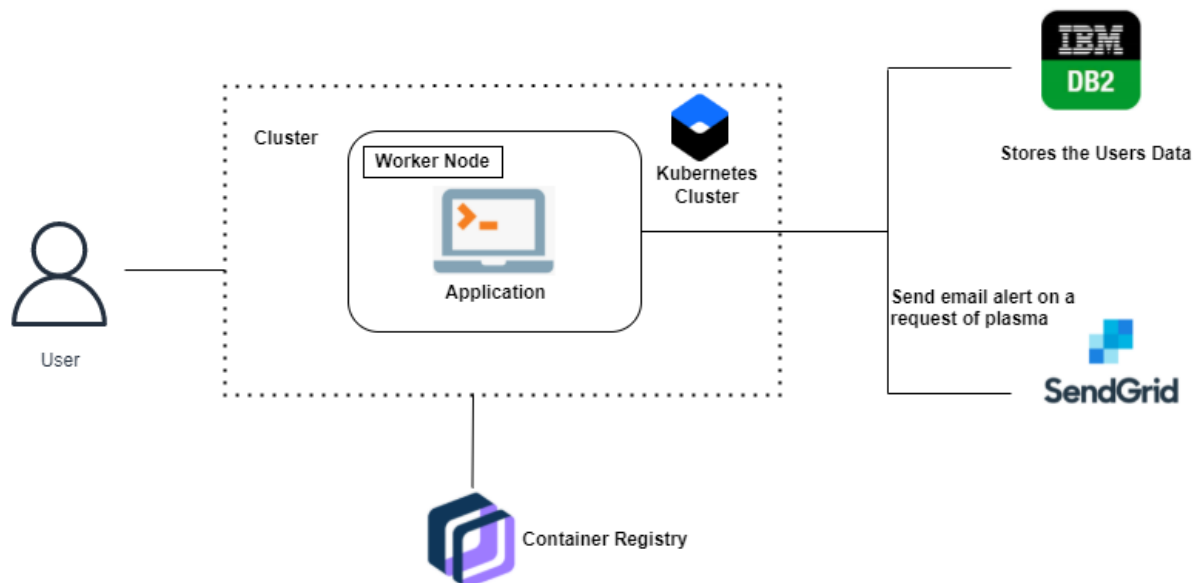 IBM
DB2
Stores the Users Data
Cluster
Worker Node
Kubernetes
Cluster
Application
User
Send email alert on a
request of plasma
SendGrid
Container Registry